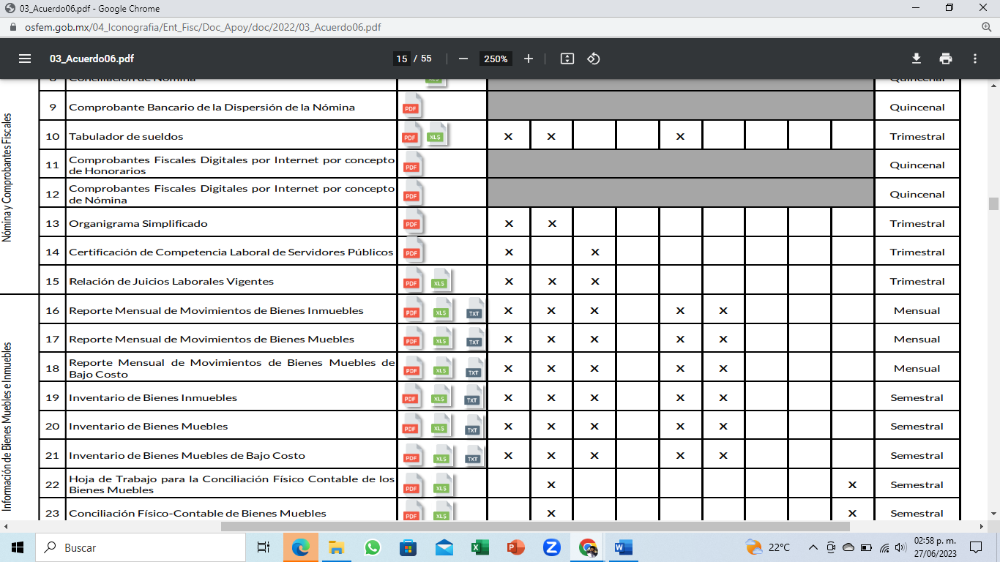 03_Acuerdo06.pdf - Google Chrome
osfem.gob.mx/04_Iconografia/Ent_Fisc/Doc_Apoy/doc/2022/03_Acuerdo06.pdf
03_Acuerdo06.pdf 15 / 55 250%
8 Conciliación de Nómina XLS Quincenal
9 Comprobante Bancario de la Dispersión de la Nómina PDF Quincenal
10 Tabulador de sueldos PDF XLS X X X Trimestral
11 Comprobantes Fiscales Digitales por Internet por concepto
de Honorarios PDF Quincenal
12 Comprobantes Fiscales Digitales por Internet por concepto
de Nómina PDF Quincenal
13 Organigrama Simplificado PDF X X Trimestral
14 Certificación de Competencia Laboral de Servidores Públicos PDF X X Trimestral
15 Relación de Juicios Laborales Vigentes PDF XLS X X X Trimestral
Nómina y Comprobantes Fiscales
16 Reporte Mensual de Movimientos de Bienes Inmuebles PDF XLS TXT X X X X X Mensual
17 Reporte Mensual de Movimientos de Bienes Muebles PDF XLS TXT X X X X X Mensual
18 Reporte Mensual de Movimientos de Bienes Muebles de
Bajo Costo PDF XLS TXT X X X X X Mensual
19 Inventario de Bienes Inmuebles PDF XLS TXT X X X X X Semestral
20 Inventario de Bienes Muebles PDF XLS TXT X X X X X Semestral
21 Inventario de Bienes Muebles de Bajo Costo PDF XLS TXT X X X X X Semestral
22 Hoja de Trabajo para la Conciliación Físico Contable de los
Bienes Muebles PDF XLS X X Semestral
23 Conciliación Físico-Contable de Bienes Muebles PDF XLS X X Semestral
Información de Bienes Muebles e Inmuebles
Buscar
22°C
02:58 p. m.
27/06/2023